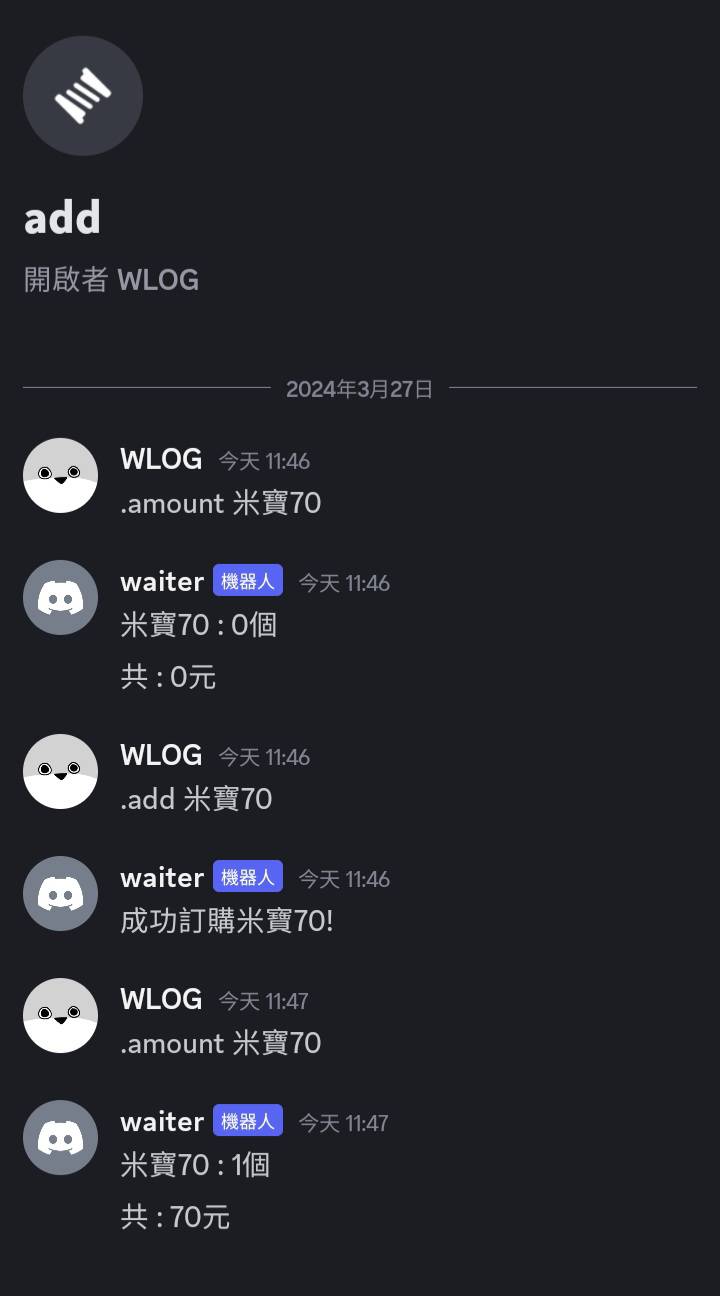 add
開啟者 WLOG
2024年3月27日
WLOG 今天 11:46
.amount 米寶70
waiter 機器人 今天 11:46
米寶70 : 0個
共 : 0元
WLOG 今天 11:46
.add 米寶70
waiter 機器人 今天 11:46
成功訂購米寶70!
WLOG 今天 11:47
.amount 米寶70
waiter 機器人 今天 11:47
米寶70 : 1個
共 : 70元